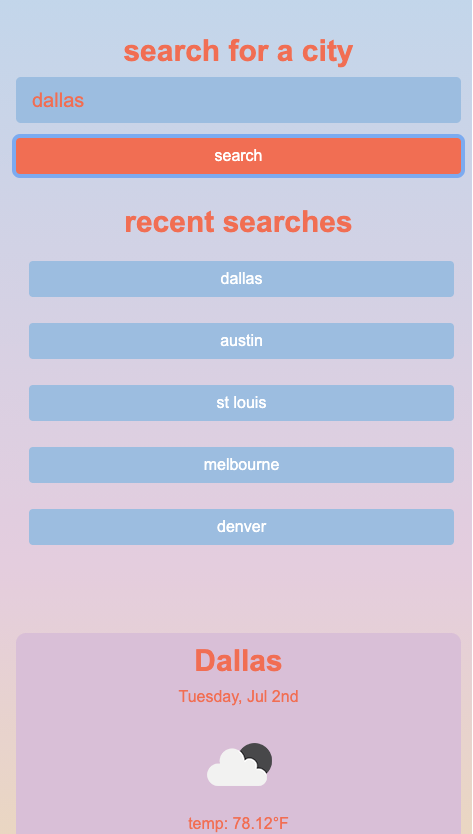 search for a city
dallas
search
recent searches
dallas
austin
st louis
melbourne
denver
Dallas
Tuesday, Jul 2nd
temp: 78.12°F